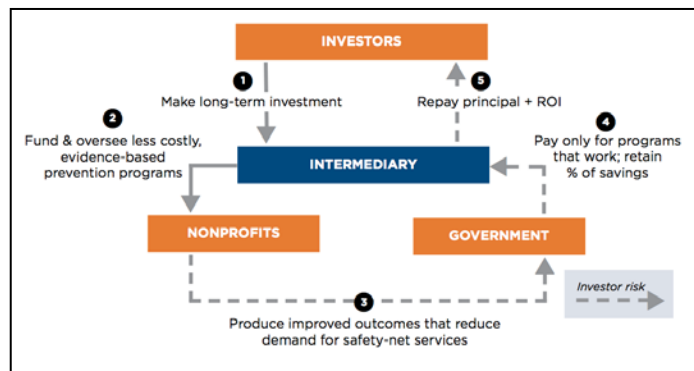 INVESTORS
1
Make long-term investment
5
Repay principal + ROI
2
Fund & oversee less costly,
evidence-based
prevention programs
4
Pay only for programs
that work; retain
% of savings
INTERMEDIARY
NONPROFITS
GOVERNMENT
Investor risk
3
Produce improved outcomes that reduce
demand for safety-net services